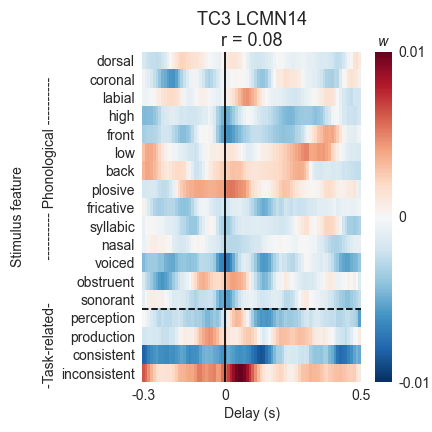 TC3 LCMN14
r = 0.08
w
dorsal
coronal
labial
high
front
low
back
plosive
fricative
syllabic
nasal
voiced
obstruent
sonorant
perception
production
consistent
inconsistent
Stimulus feature
---------- Phonological ----------
-Task-related-
-0.3 0 0.5
Delay (s)
0.01
0
-0.01